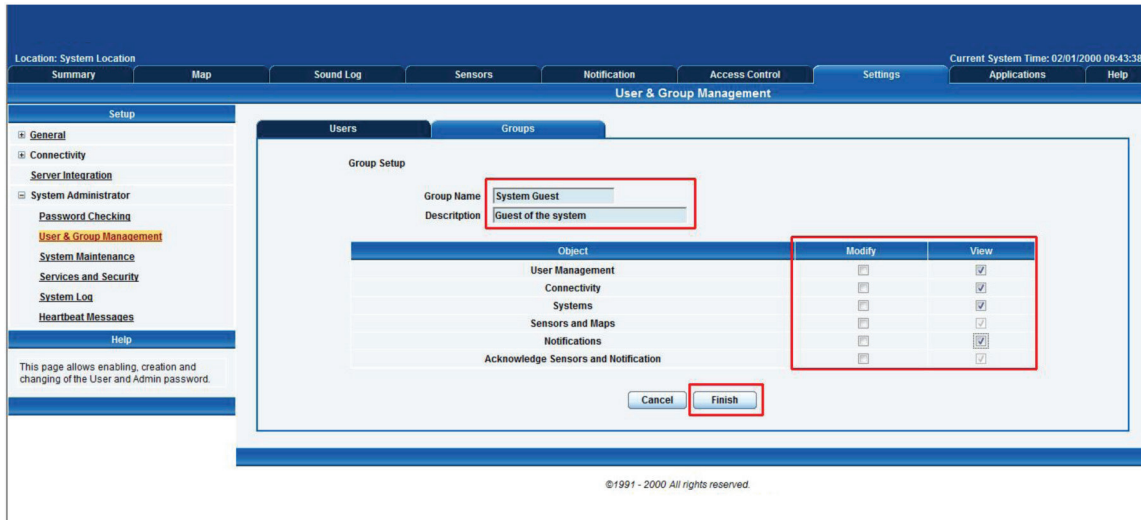 Location: System Location
Current System Time: 02/01/2000 09:43:38
Summary Map Sound Log Sensors Notification Access Control Settings Applications Help
User & Group Management
Setup
General
Connectivity
Server Integration
System Administrator
Password Checking
User & Group Management
System Maintenance
Services and Security
System Log
Heartbeat Messages
Help
This page allows enabling, creation and
changing of the User and Admin password.
Users Groups
Group Setup
Group Name System Guest
Descritption Guest of the system
Object Modify View
User Management
Connectivity
Systems
Sensors and Maps
Notifications
Acknowledge Sensors and Notification
Cancel Finish
©1991 - 2000 All rights reserved.